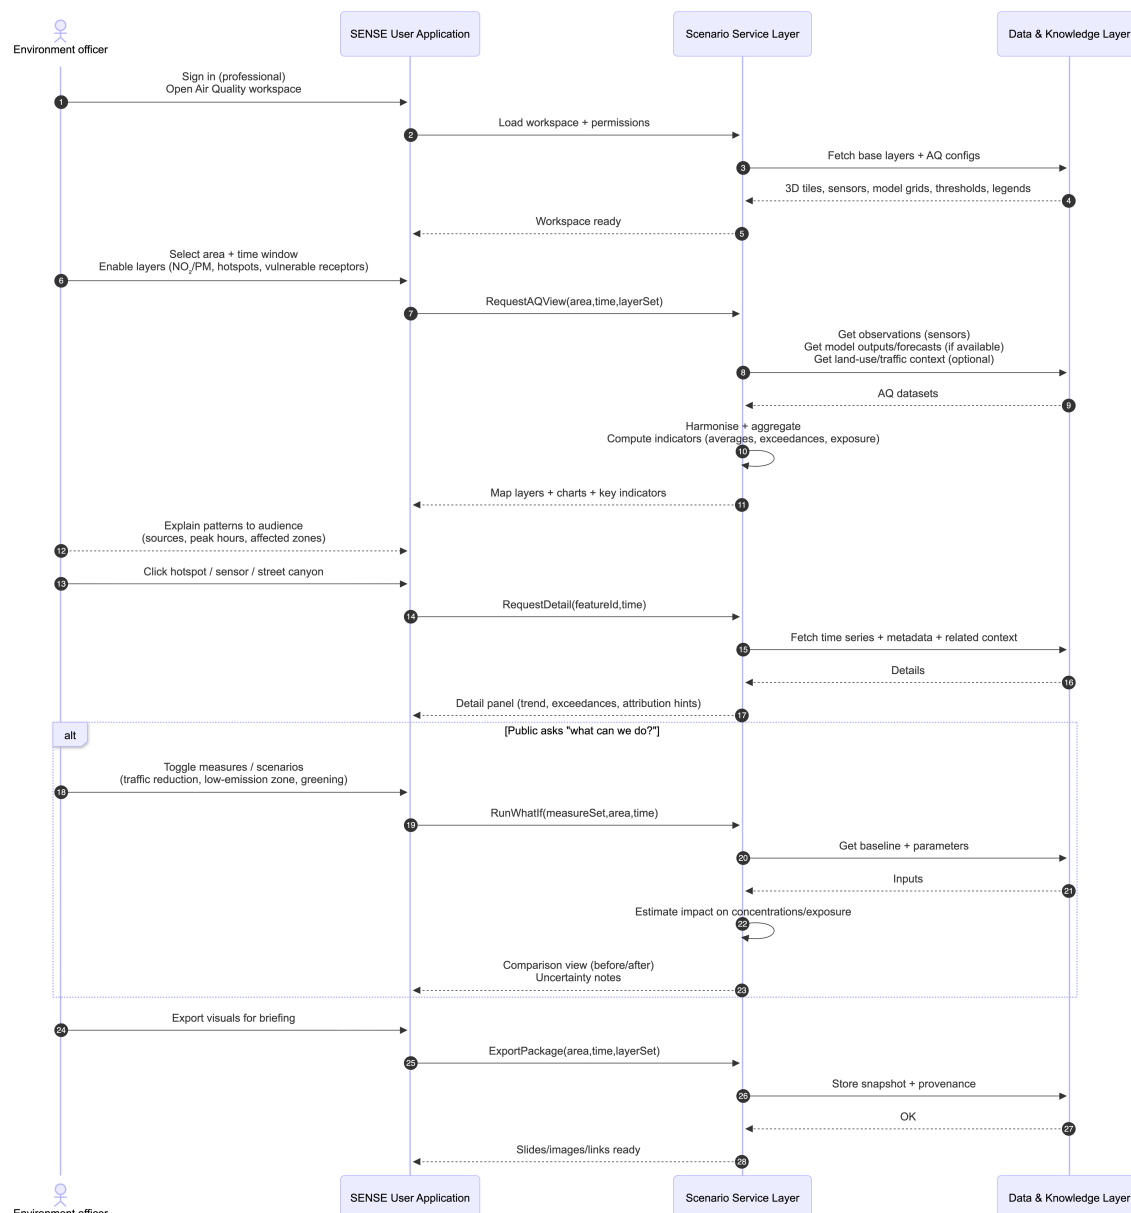 Environment officer
SENSE User Application
Scenario Service Layer
Data & Knowledge Layer
Sign in (professional)
Open Air Quality workspace
1
Load workspace + permissions
2
Fetch base layers + AQ configs
3
3D tiles, sensors, model grids, thresholds, legends
4
Workspace ready
5
Select area + time window
Enable layers (NO₂/PM, hotspots, vulnerable receptors)
6
RequestAQView(area,time,layerSet)
7
Get observations (sensors)
Get model outputs/forecasts (if available)
Get land-use/traffic context (optional)
8
AQ datasets
9
Harmonise + aggregate
Compute indicators (averages, exceedances, exposure)
10
Map layers + charts + key indicators
11
Explain patterns to audience
(sources, peak hours, affected zones)
12
Click hotspot / sensor / street canyon
13
RequestDetail(featureId,time)
14
Fetch time series + metadata + related context
15
Details
16
Detail panel (trend, exceedances, attribution hints)
17
alt
[Public asks "what can we do?"]
Toggle measures / scenarios
(traffic reduction, low-emission zone, greening)
18
RunWhatIf(measureSet,area,time)
19
Get baseline + parameters
20
Inputs
21
Estimate impact on concentrations/exposure
22
Comparison view (before/after)
Uncertainty notes
23
Export visuals for briefing
24
ExportPackage(area,time,layerSet)
25
Store snapshot + provenance
26
OK
27
Slides/images/links ready
28
SENSE User Application
Scenario Service Layer
Data & Knowledge Layer
Environment officer